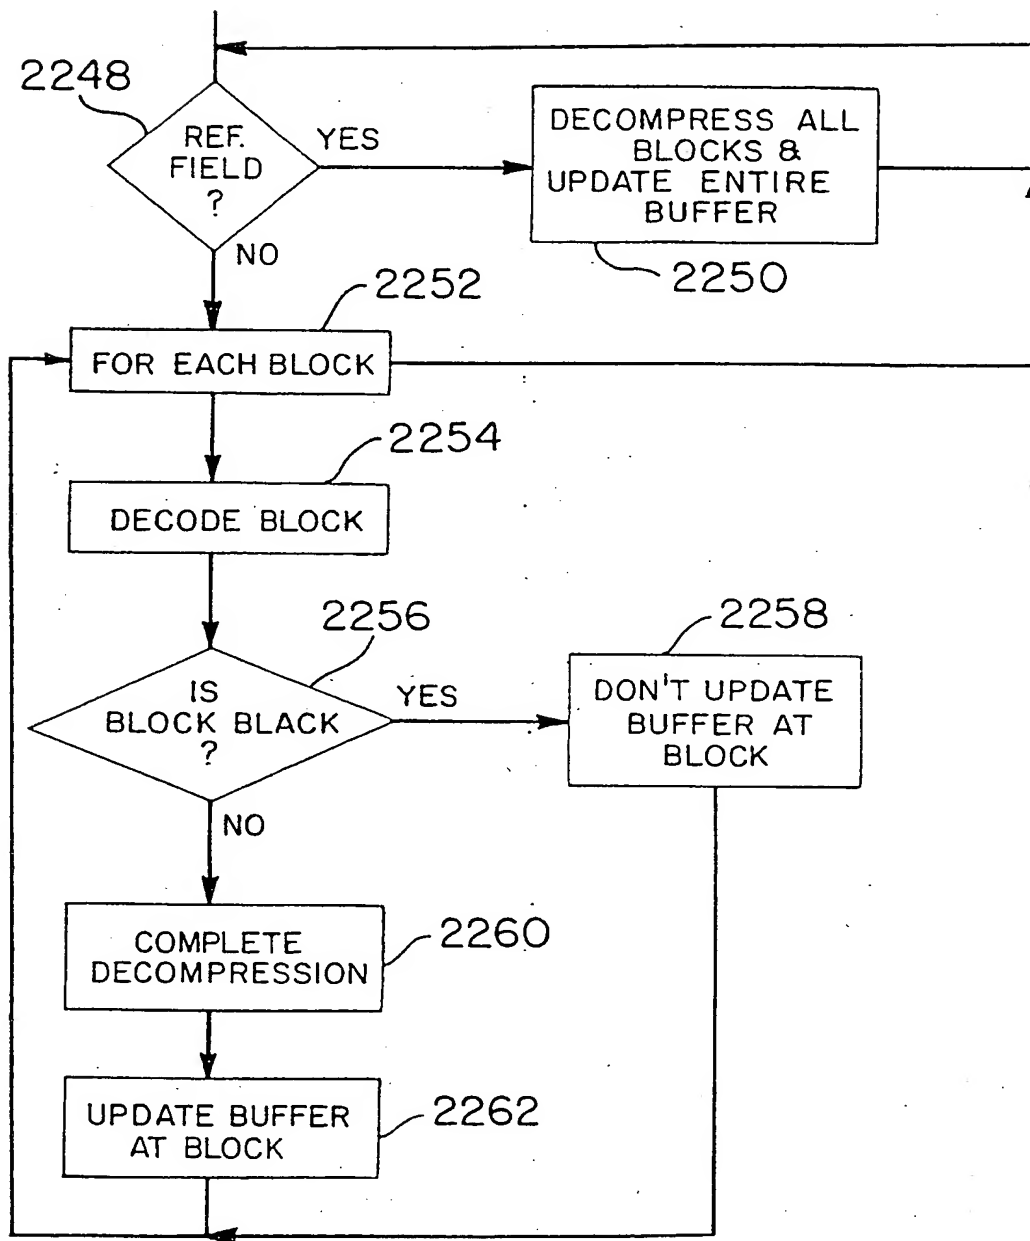 2248
REF.
FIELD
?
YES
NO
DECOMPRESS ALL
BLOCKS &
UPDATE ENTIRE
BUFFER
2250
2252
FOR EACH BLOCK
2254
DECODE BLOCK
2256
IS
BLOCK BLACK
?
YES
NO
2258
DON'T UPDATE
BUFFER AT
BLOCK
COMPLETE
DECOMPRESSION
2260
UPDATE BUFFER
AT BLOCK
2262